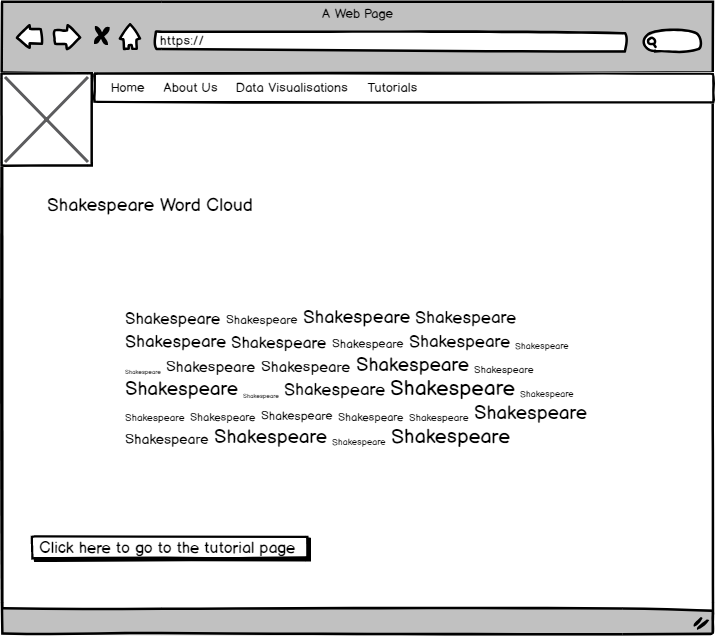 A Web Page
https://
Home About Us Data Visualisations Tutorials
Shakespeare Word Cloud
Shakespeare Shakespeare Shakespeare Shakespeare
Shakespeare Shakespeare Shakespeare Shakespeare Shakespeare
Shakespeare Shakespeare Shakespeare Shakespeare Shakespeare
Shakespeare Shakespeare Shakespeare Shakespeare Shakespeare
Shakespeare Shakespeare Shakespeare Shakespeare Shakespeare Shakespeare
Shakespeare Shakespeare Shakespeare Shakespeare
Click here to go to the tutorial page